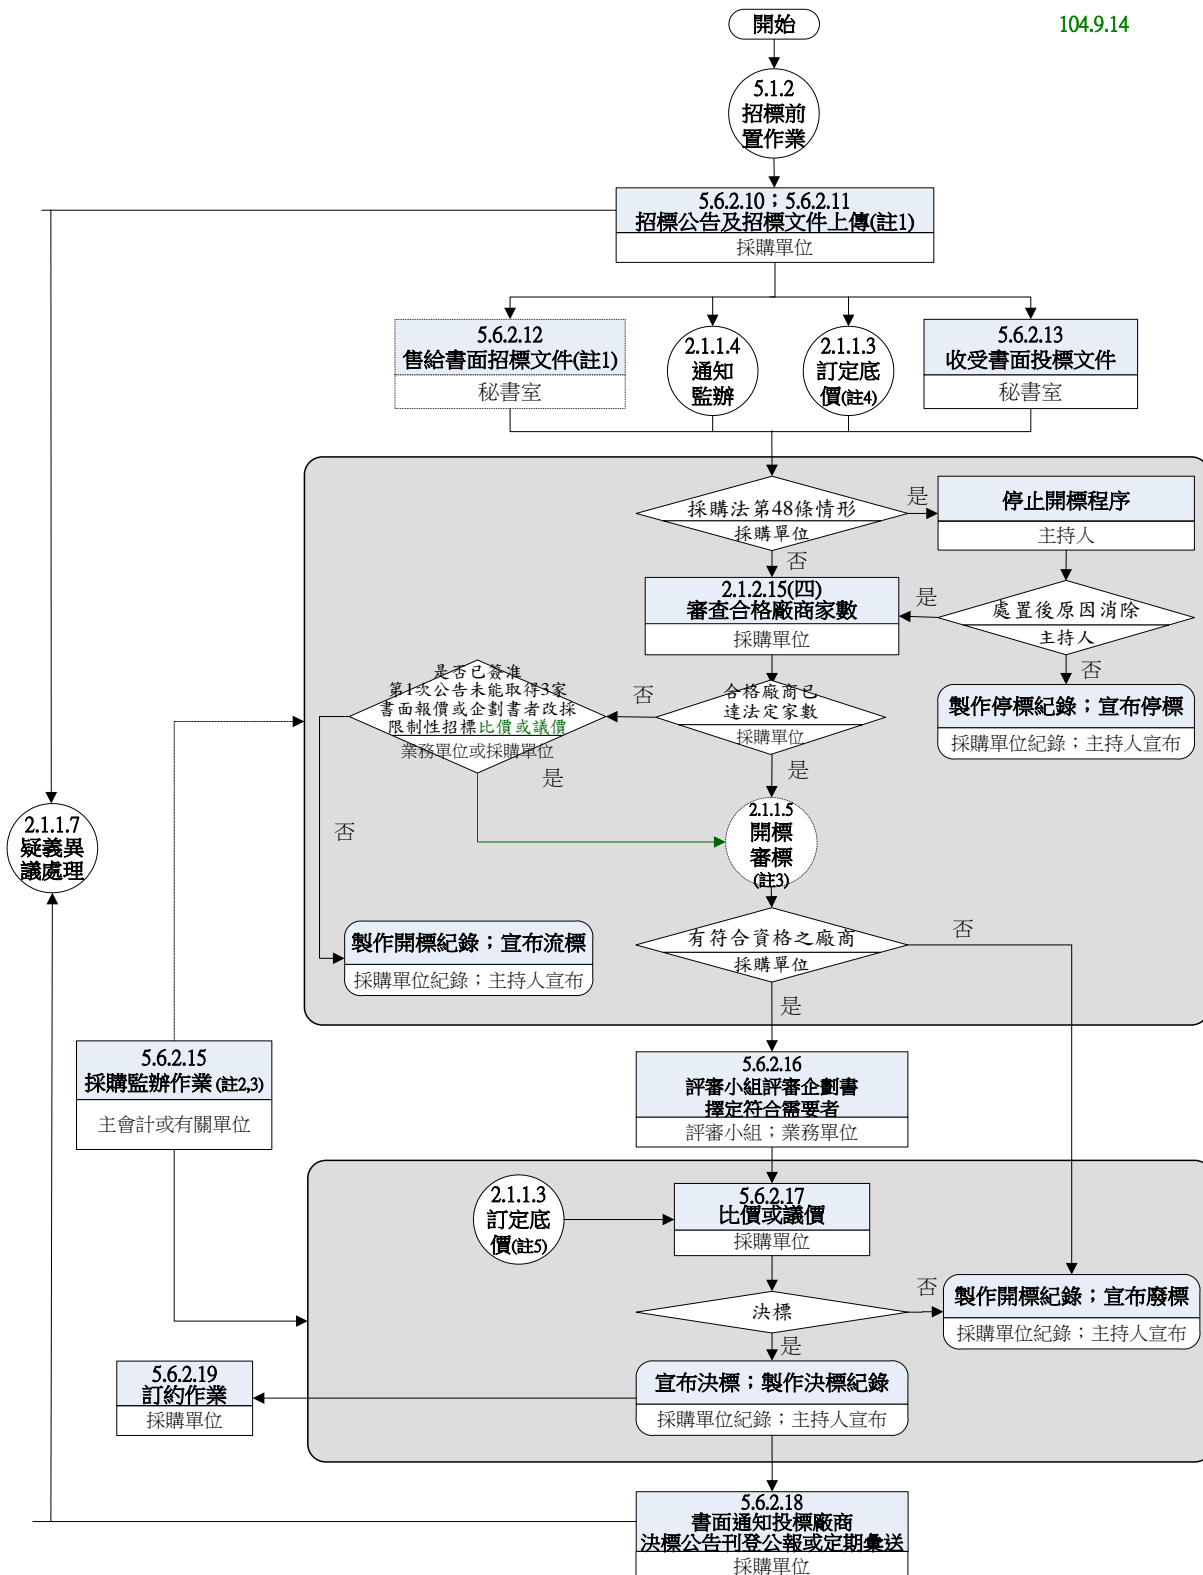 開始
104.9.14
5.1.2
招標前
置作業
5.6.2.10；5.6.2.11
招標公告及招標文件上傳(註1)
採購單位
5.6.2.12
售給書面招標文件(註1)
秘書室
2.1.1.4
通知
監辦
2.1.1.3
訂定底
價(註4)
5.6.2.13
收受書面投標文件
秘書室
採購法第48條情形
採購單位
是
否
停止開標程序
主持人
2.1.2.15(四)
審查合格廠商家數
採購單位
是
處置後原因消除
主持人
否
製作停標紀錄；宣布停標
採購單位紀錄；主持人宣布
是否已簽准
第1次公告未能取得3家
書面報價或企劃書者改採
限制性招標比價或議價
業務單位或採購單位
否
合格廠商已
達法定家數
採購單位
是
是
否
2.1.1.5
開標
審標
(註3)
2.1.1.7
疑義異
議處理
製作開標紀錄；宣布流標
採購單位紀錄；主持人宣布
有符合資格之廠商
採購單位
否
是
5.6.2.15
採購監辦作業(註2,3)
主會計或有關單位
5.6.2.16
評審小組評審企劃書
擇定符合需要者
評審小組；業務單位
2.1.1.3
訂定底
價(註5)
5.6.2.17
比價或議價
採購單位
決標
否
是
製作開標紀錄；宣布廢標
採購單位紀錄；主持人宣布
5.6.2.19
訂約作業
採購單位
宣布決標；製作決標紀錄
採購單位紀錄；主持人宣布
5.6.2.18
書面通知投標廠商
決標公告刊登公報或定期彙送
採購單位